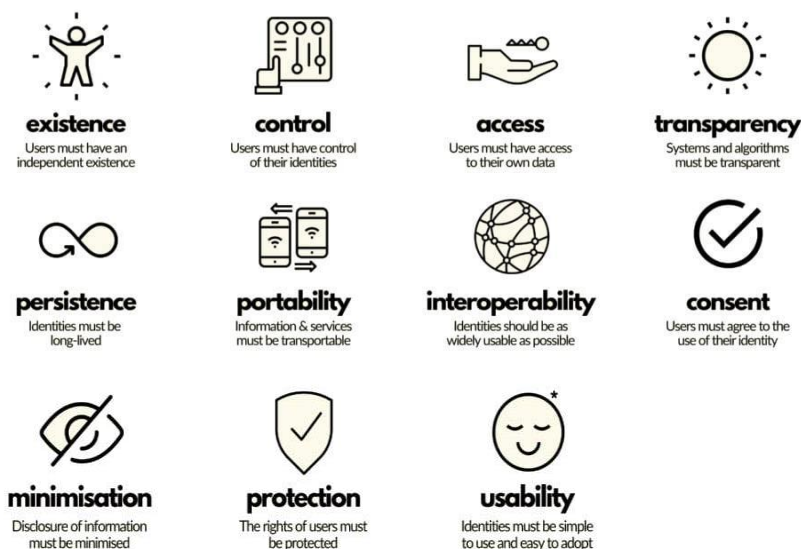 existence
Users must have an
independent existence
control
Users must have control
of their identities
access
Users must have access
to their own data
transparency
Systems and algorithms
must be transparent
persistence
Identities must be
long-lived
portability
Information & services
must be transportable
interoperability
Identities should be as
widely usable as possible
consent
Users must agree to the
use of their identity
minimisation
Disclosure of information
must be minimised
protection
The rights of users must
be protected
*
usability
Identities must be simple
to use and easy to adopt